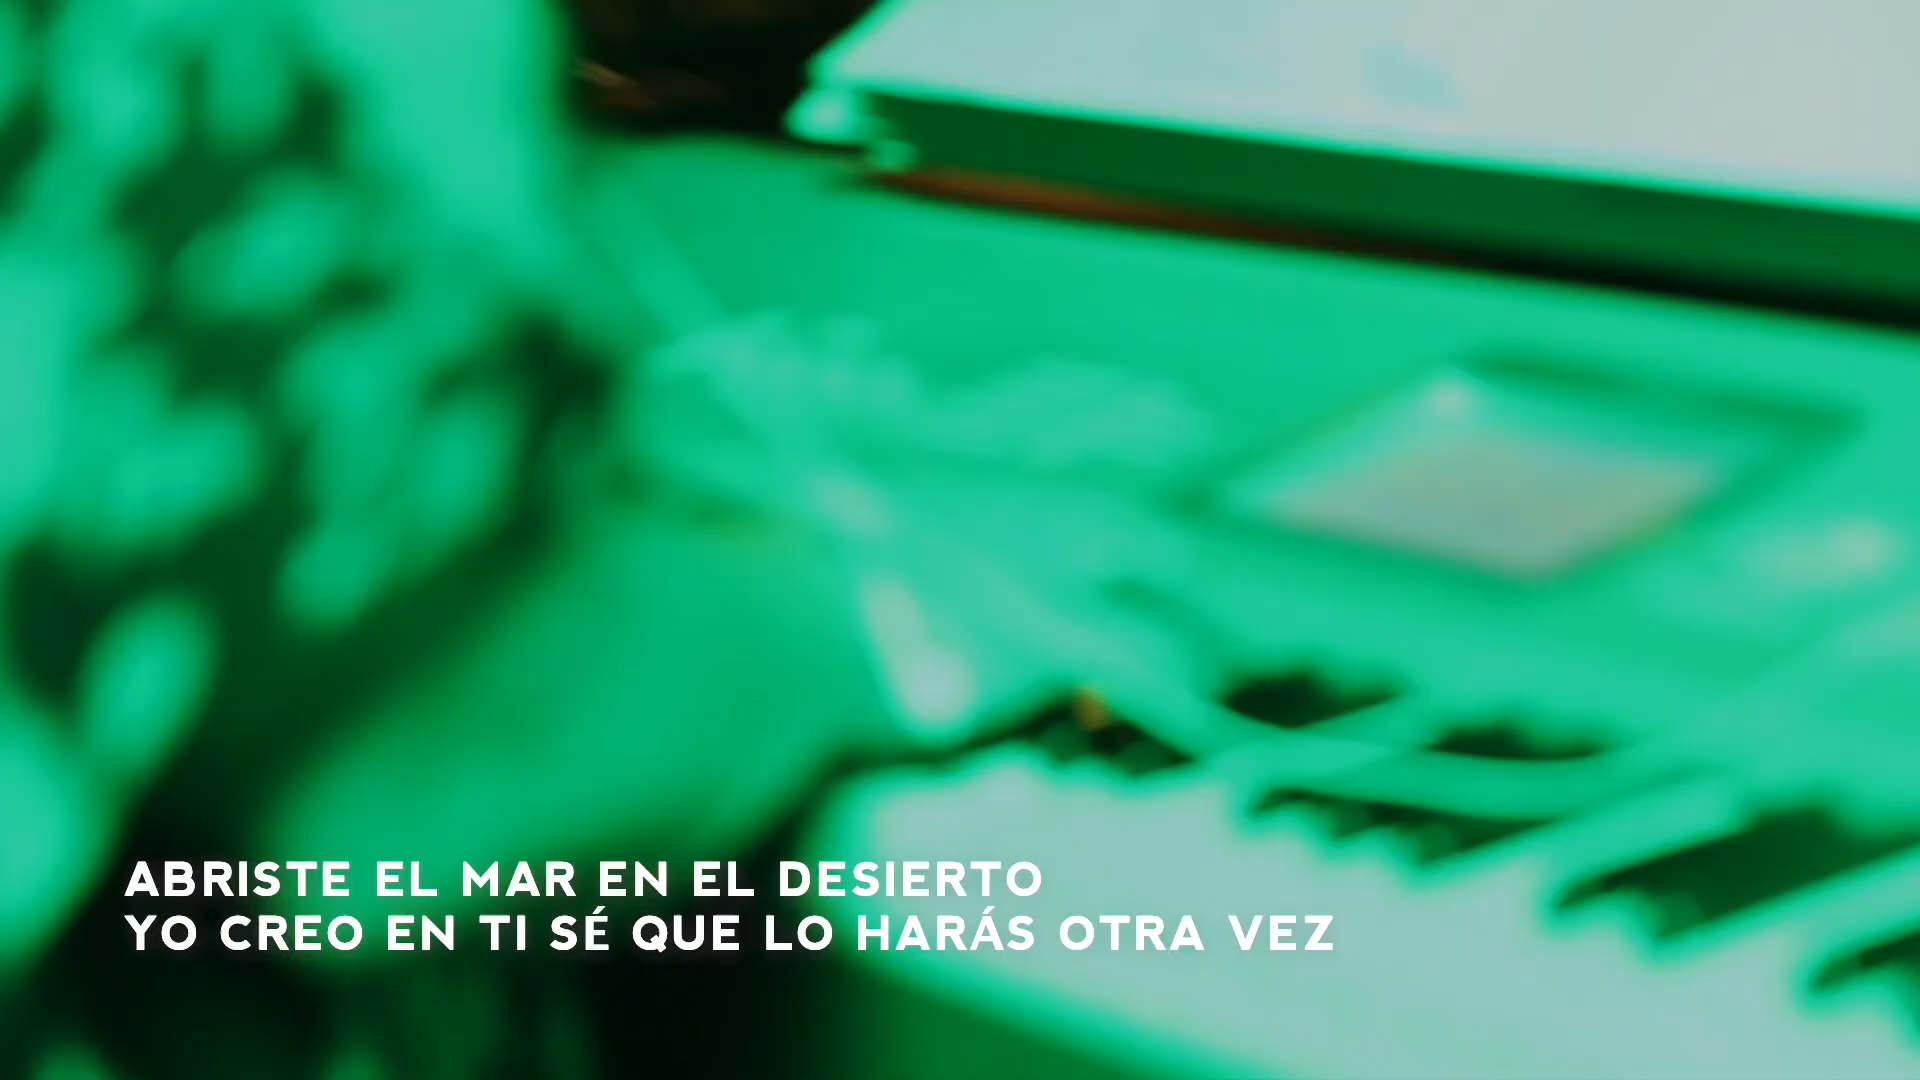 ABRISTE EL MAR EN EL DESIERTO
YO CREO EN TI SÉ QUE LO HARÁS OTRA VEZ